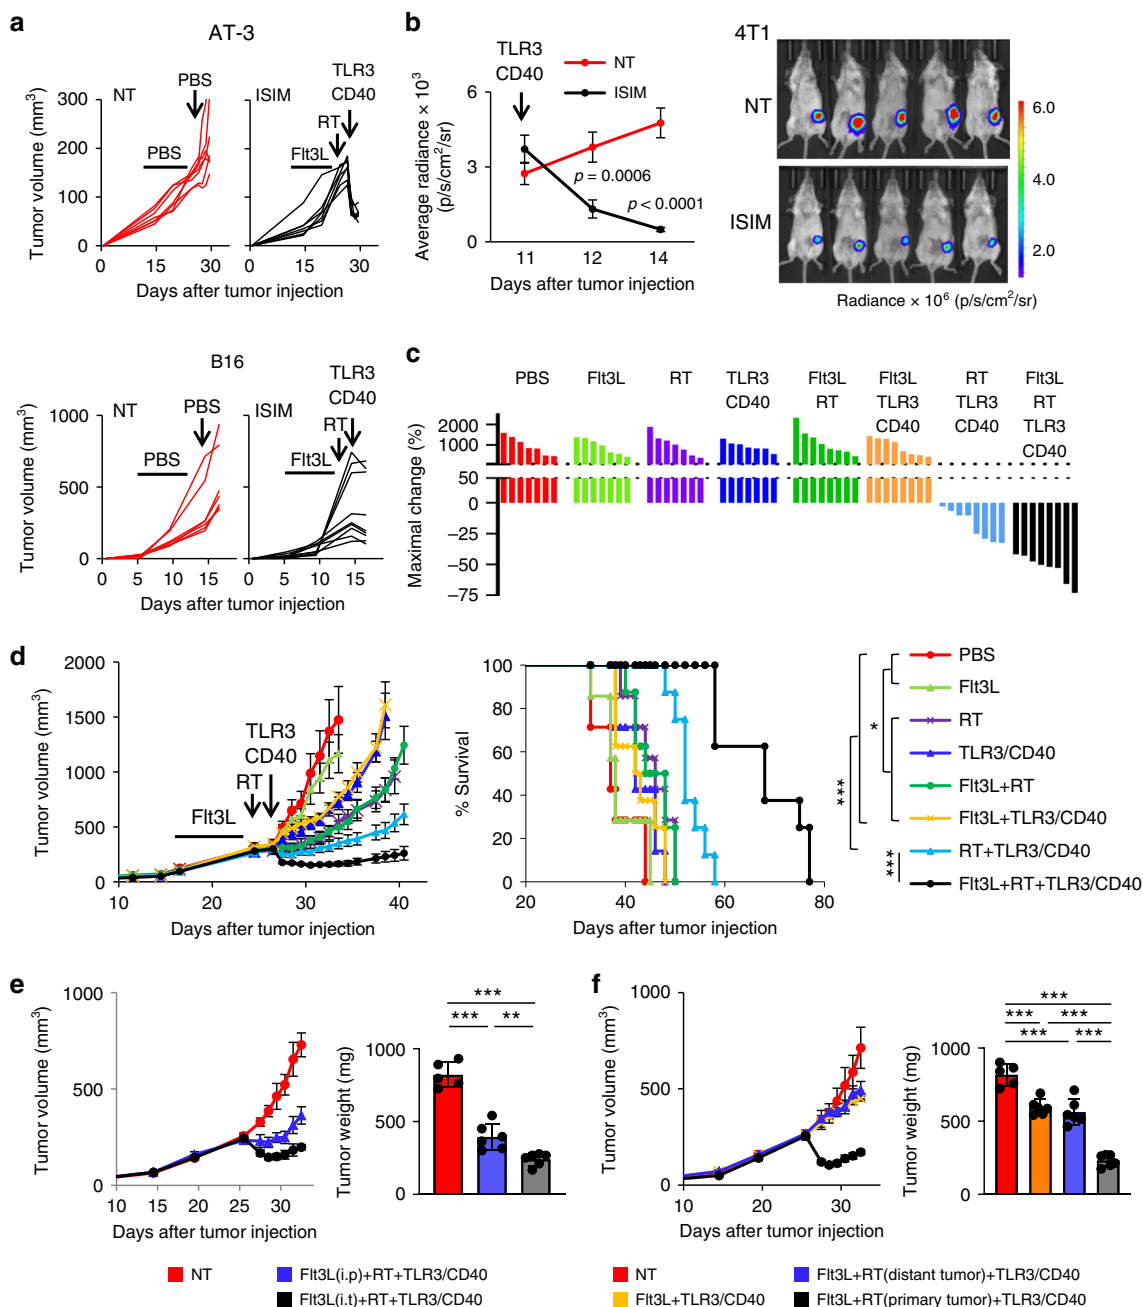 a
AT-3
NT
PBS
PBS
ISIM
TLR3
CD40
RT
Flt3L
Tumor volume (mm³)
300
200
100
0
0 15 30
0 15 30
Days after tumor injection
B16
NT
PBS
PBS
ISIM
TLR3
CD40
RT
Flt3L
Tumor volume (mm³)
1000
500
0
0 5 10 15
0 5 10 15
Days after tumor injection
b
TLR3
CD40
NT
ISIM
Average radiance × 10³
(p/s/cm²/sr)
6
3
0
p = 0.0006
p < 0.0001
11 12 14
Days after tumor injection
4T1
NT
ISIM
6.0
4.0
2.0
Radiance × 10⁶ (p/s/cm²/sr)
c
PBS
Flt3L
RT
TLR3
CD40
Flt3L
RT
Flt3L
TLR3
CD40
RT
TLR3
CD40
Flt3L
RT
TLR3
CD40
Maximal change (%)
2000
1000
50
0
−25
−50
−75
d
Tumor volume (mm³)
2000
1500
1000
500
0
TLR3
CD40
RT
Flt3L
10 20 30 40
Days after tumor injection
% Survival
100
80
60
40
20
0
20 40 60 80
Days after tumor injection
***
*
***
PBS
Flt3L
RT
TLR3/CD40
Flt3L+RT
Flt3L+TLR3/CD40
RT+TLR3/CD40
Flt3L+RT+TLR3/CD40
e
Tumor volume (mm³)
1000
500
0
10 15 20 25 30
Days after tumor injection
Tumor weight (mg)
1000
500
0
***
*** **
NT
Flt3L(i.p)+RT+TLR3/CD40
Flt3L(i.t)+RT+TLR3/CD40
f
Tumor volume (mm³)
1000
500
0
10 20 30
Days after tumor injection
Tumor weight (mg)
1000
500
0
***
*** ***
*** ***
NT
Flt3L+TLR3/CD40
Flt3L+RT(distant tumor)+TLR3/CD40
Flt3L+RT(primary tumor)+TLR3/CD40